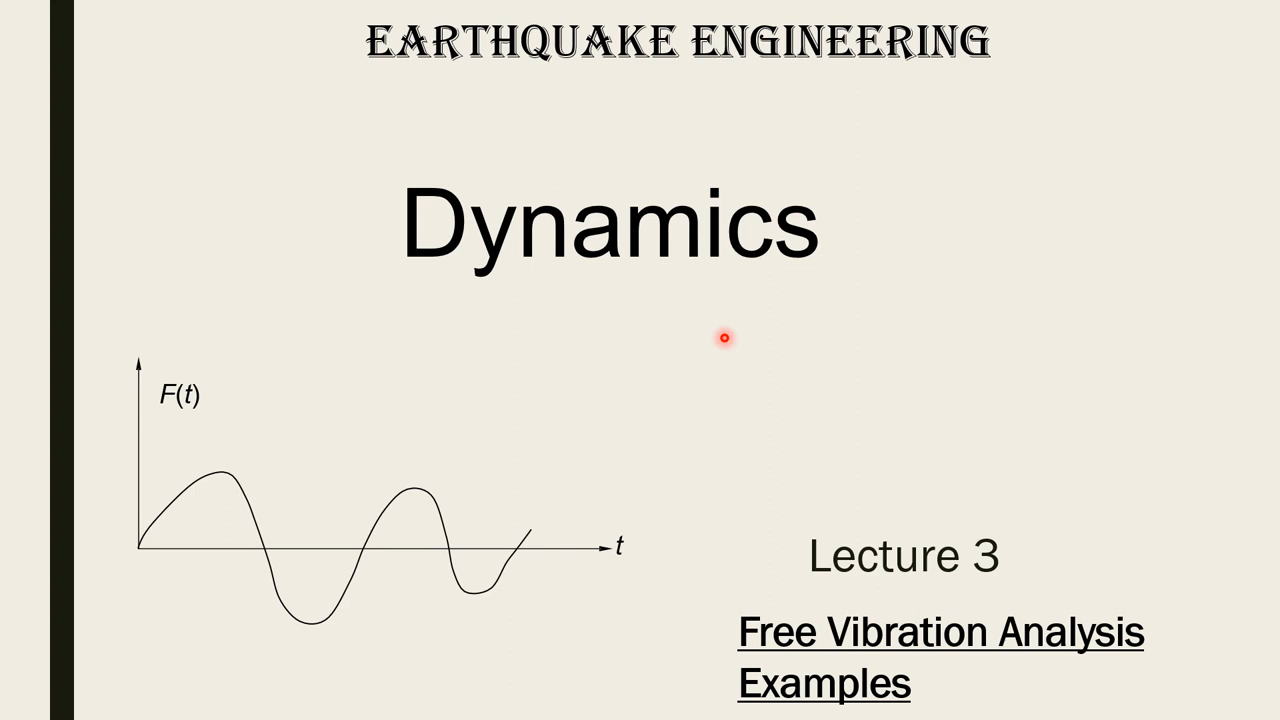 EARTHQUAKE ENGINEERING
Dynamics
F(t)
t
Lecture 3
Free Vibration Analysis
Examples